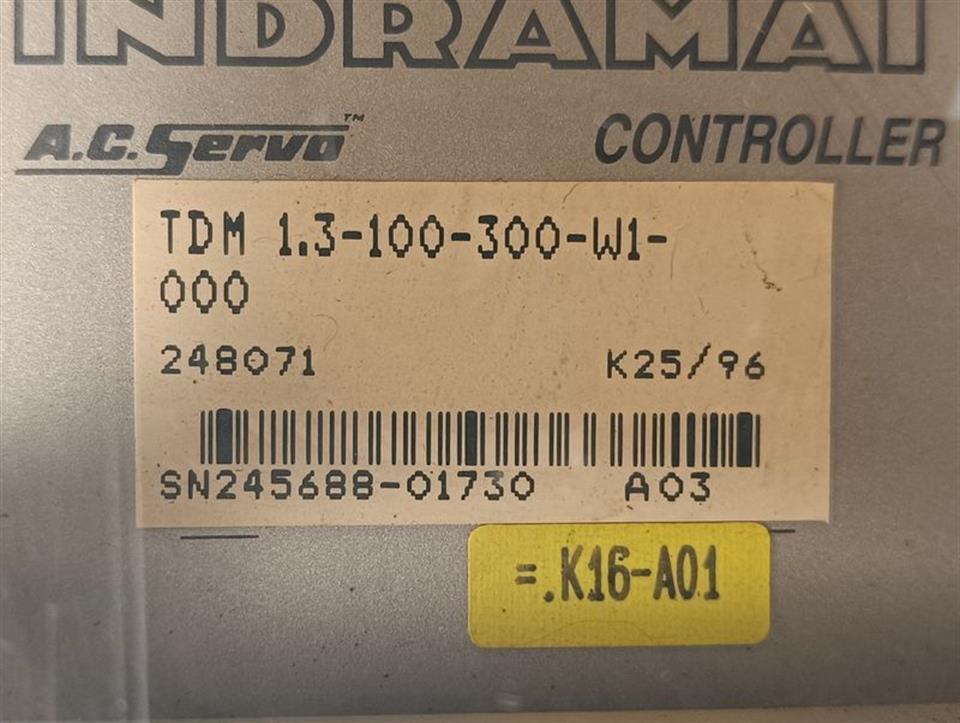 INDRAMAT
A.C. Servo™ CONTROLLER
TDM 1.3-100-300-W1-
000
248071 K25/96
SN245688-01730 A03
=.K16-A01